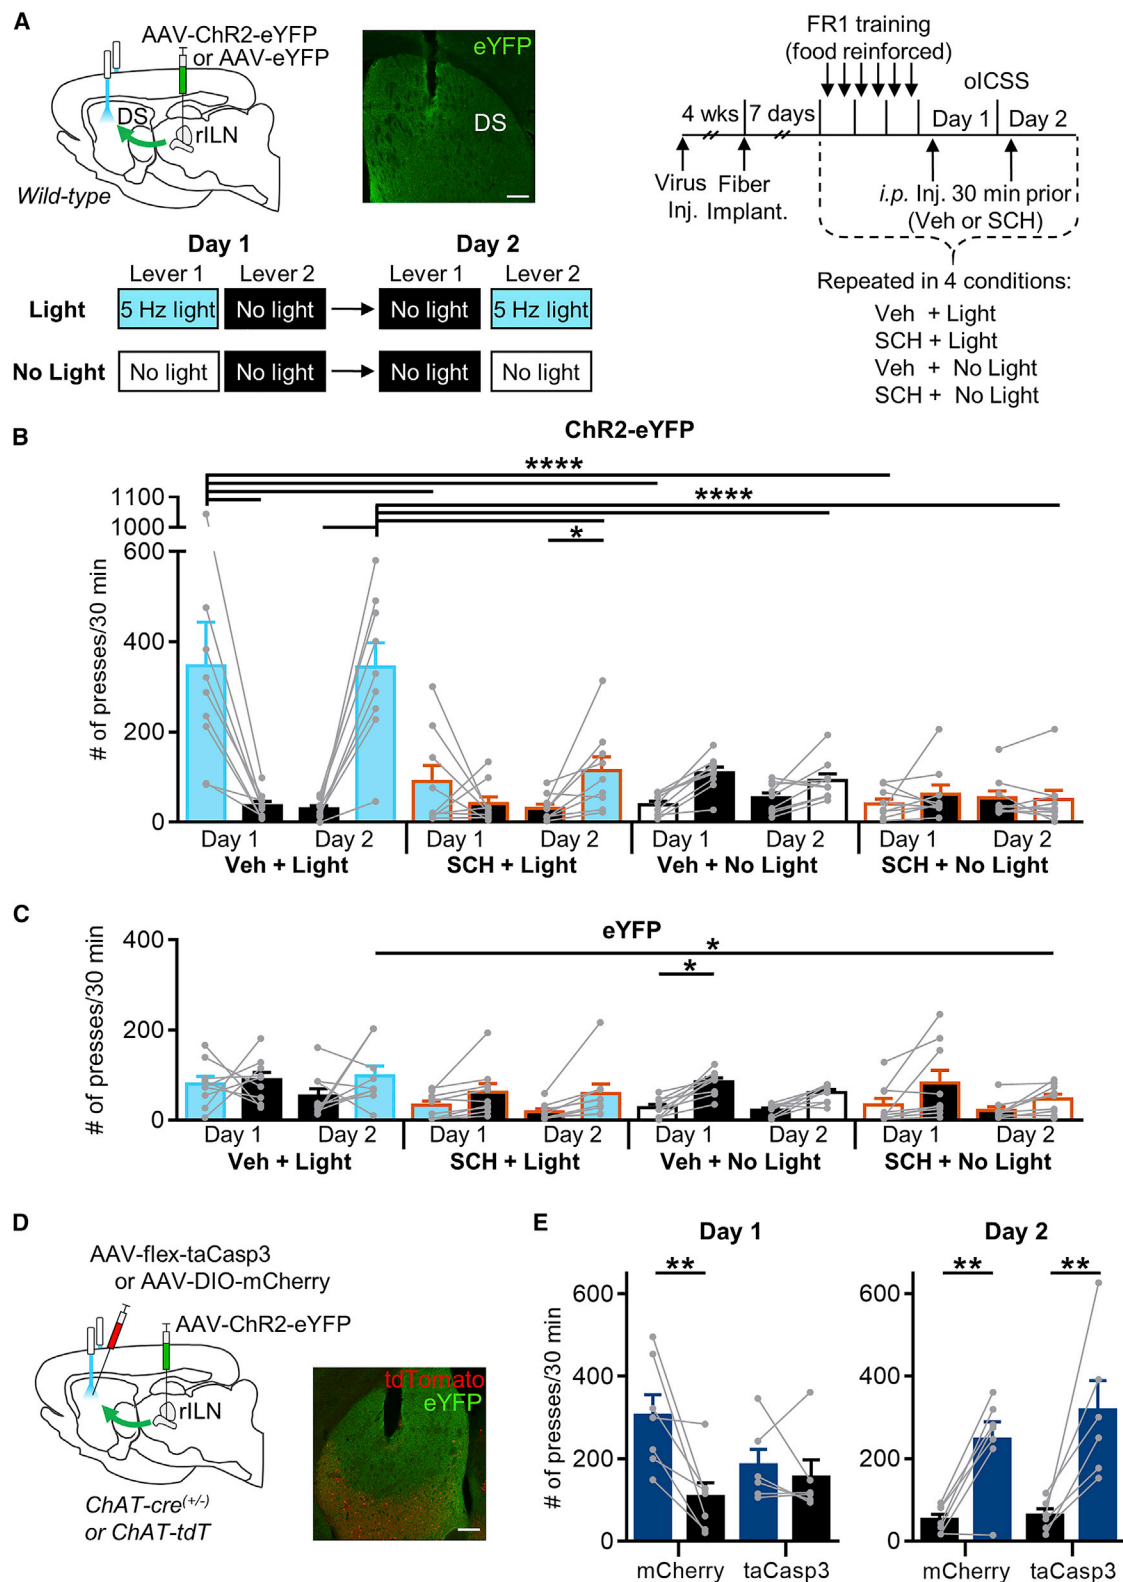 A
AAV-ChR2-eYFP
or AAV-eYFP
DS
rILN
Wild-type
eYFP
DS
FR1 training
(food reinforced)
oICSS
4 wks
7 days
Day 1
Day 2
Virus
Inj.
Fiber
Implant.
i.p. Inj. 30 min prior
(Veh or SCH)
Repeated in 4 conditions:
Veh + Light
SCH + Light
Veh + No Light
SCH + No Light
Day 1
Day 2
Lever 1
Lever 2
Lever 1
Lever 2
Light
5 Hz light
No light
No light
5 Hz light
No Light
No light
No light
No light
No light
B
ChR2-eYFP
****
****
*
1100
1000
600
400
200
0
# of presses/30 min
Day 1
Day 2
Day 1
Day 2
Day 1
Day 2
Day 1
Day 2
Veh + Light
SCH + Light
Veh + No Light
SCH + No Light
C
eYFP
*
*
400
200
0
# of presses/30 min
Day 1
Day 2
Day 1
Day 2
Day 1
Day 2
Day 1
Day 2
Veh + Light
SCH + Light
Veh + No Light
SCH + No Light
D
AAV-flex-taCasp3
or AAV-DIO-mCherry
AAV-ChR2-eYFP
rILN
ChAT-cre(+/-)
or ChAT-tdT
tdTomato
eYFP
E
Day 1
Day 2
**
**
**
600
400
200
0
# of presses/30 min
mCherry
taCasp3
600
400
200
0
mCherry
taCasp3